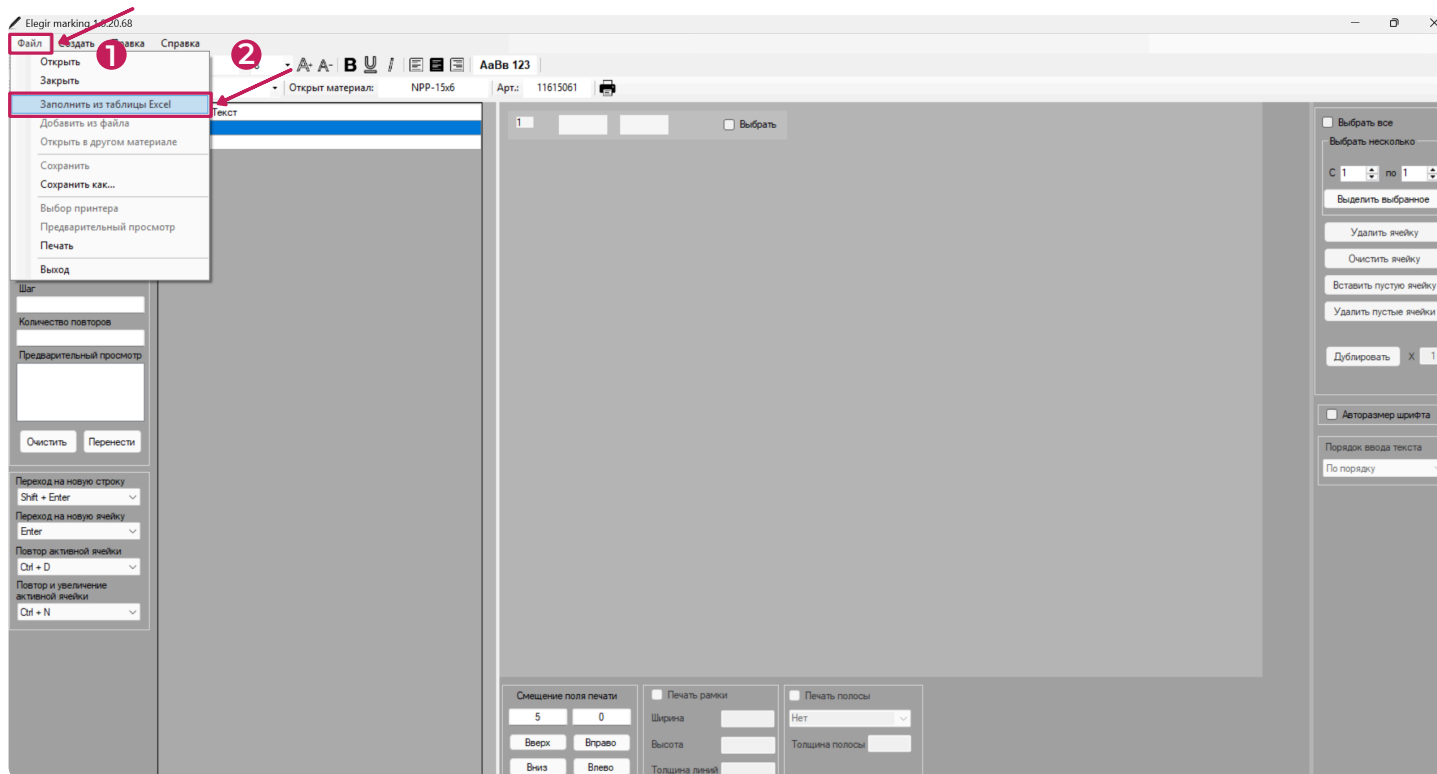 Elegir marking 1.0.20.68
Файл Создать Правка Справка
1
2
Открыть
Закрыть
Заполнить из таблицы Excel
Добавить из файла
Открыть в другом материале
Сохранить
Сохранить как...
Выбор принтера
Предварительный просмотр
Печать
Выход
A+ A- B U I АаВв 123
Открыт материал: NPP-15x6 Арт.: 11615061
Текст
1 Выбрать
Шаг
Количество повторов
Предварительный просмотр
Очистить Перенести
Переход на новую строку
Shift + Enter
Переход на новую ячейку
Enter
Повтор активной ячейки
Ctrl + D
Повтор и увеличение
активной ячейки
Ctrl + N
Смещение поля печати
5 0
Вверх Вправо
Вниз Влево
Печать рамки
Ширина
Высота
Толщина линий
Печать полосы
Нет
Толщина полосы
Выбрать все
Выбрать несколько
С 1 по 1
Выделить выбранное
Удалить ячейку
Очистить ячейку
Вставить пустую ячейку
Удалить пустые ячейки
Дублировать X 1
Авторазмер шрифта
Порядок ввода текста
По порядку